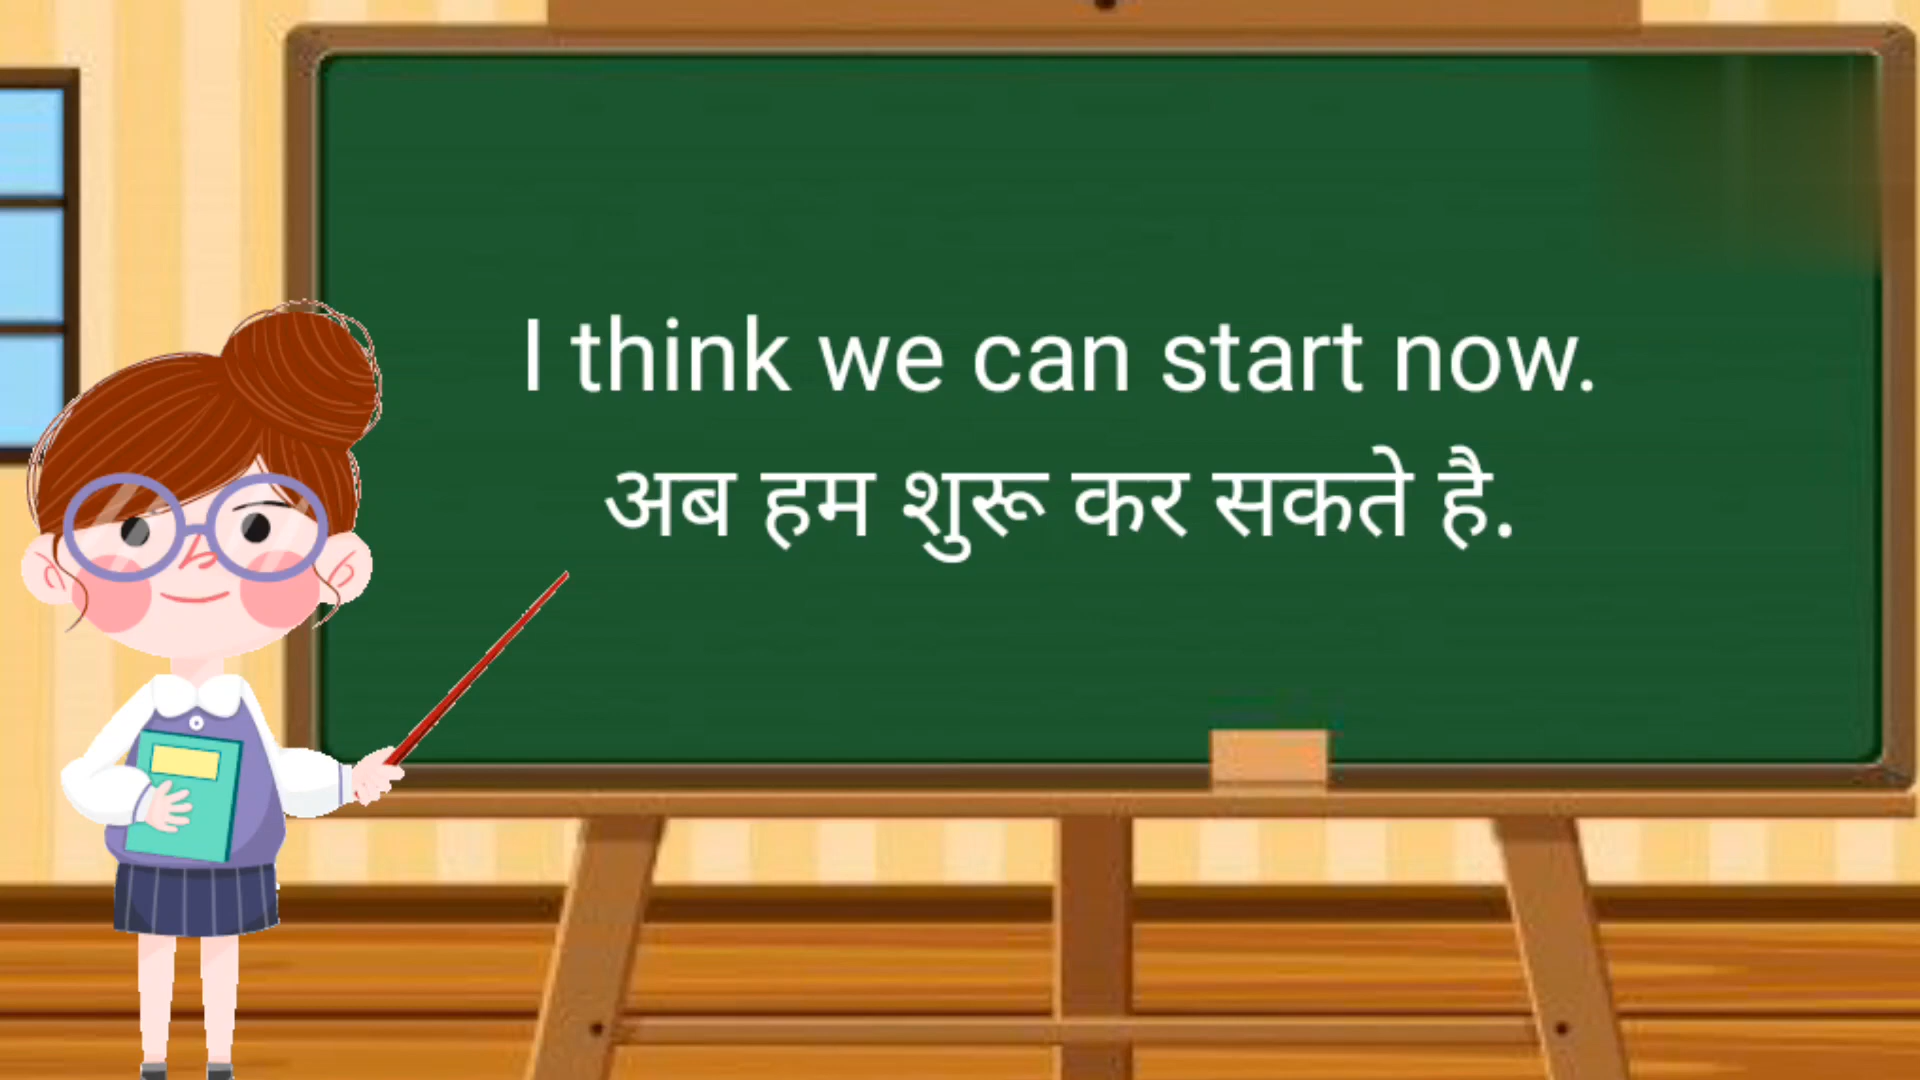 I think we can start now.
अब हम शुरू कर सकते है.